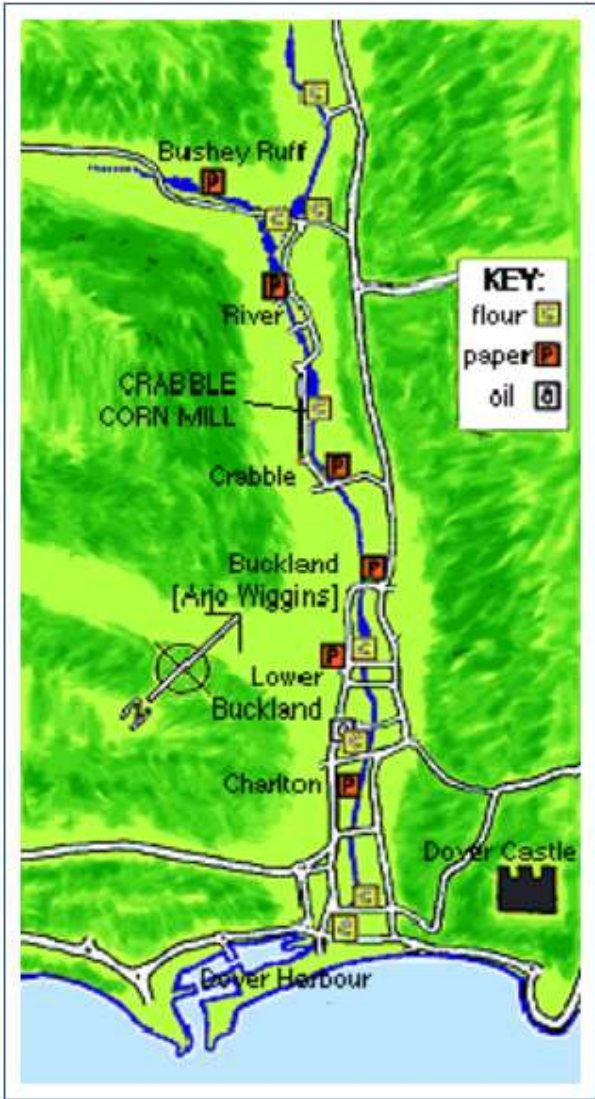 Bushey Ruff
P
KEY:
flour
paper P
oil
P
River
CRABBLE
CORN MILL
P
Crabble
Buckland
P
[Arjo Wiggins]
P
Lower
Buckland
Charlton
P
Dover Castle
Dover Harbour